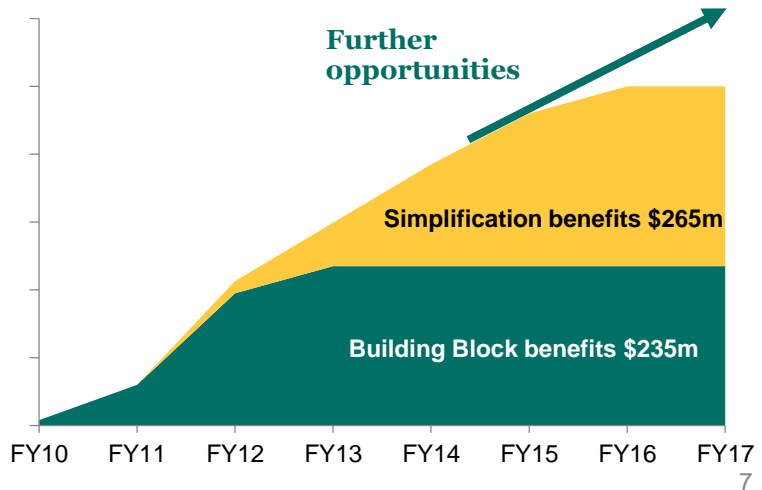 Further
opportunities
Simplification benefits $265m
Building Block benefits $235m
FY10 FY11 FY12 FY13 FY14 FY15 FY16 FY17
7